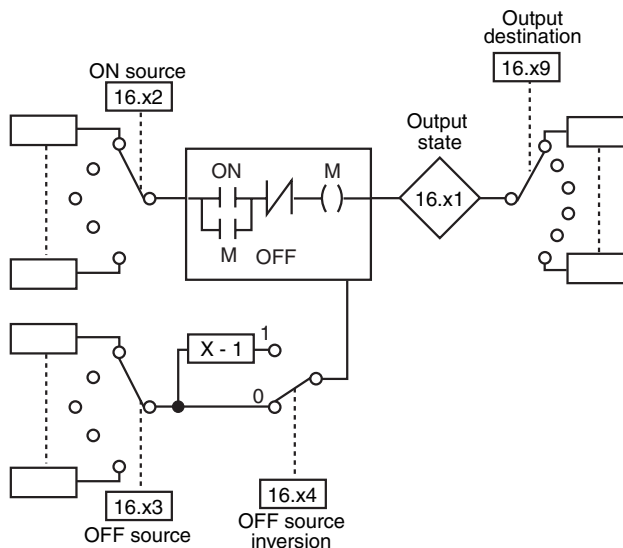 Output
destination
16.x9
ON source
16.x2
Output
state
ON
M
16.x1
M
OFF
X - 1
1
0
16.x3
OFF source
16.x4
OFF source
inversion